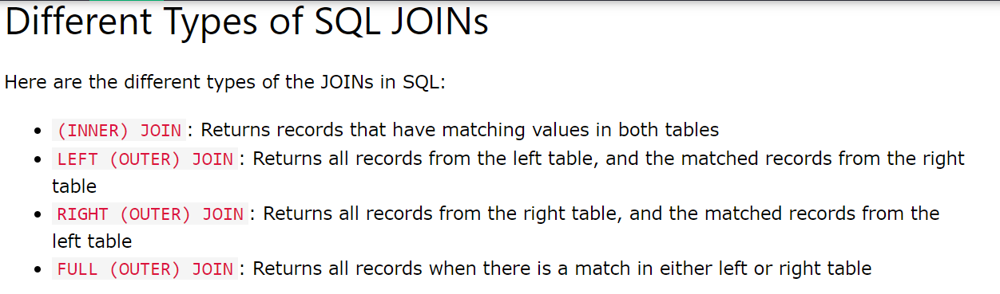 Different Types of SQL JOINs
Here are the different types of the JOINs in SQL:
• (INNER) JOIN: Returns records that have matching values in both tables
• LEFT (OUTER) JOIN: Returns all records from the left table, and the matched records from the right
table
• RIGHT (OUTER) JOIN: Returns all records from the right table, and the matched records from the
left table
• FULL (OUTER) JOIN: Returns all records when there is a match in either left or right table